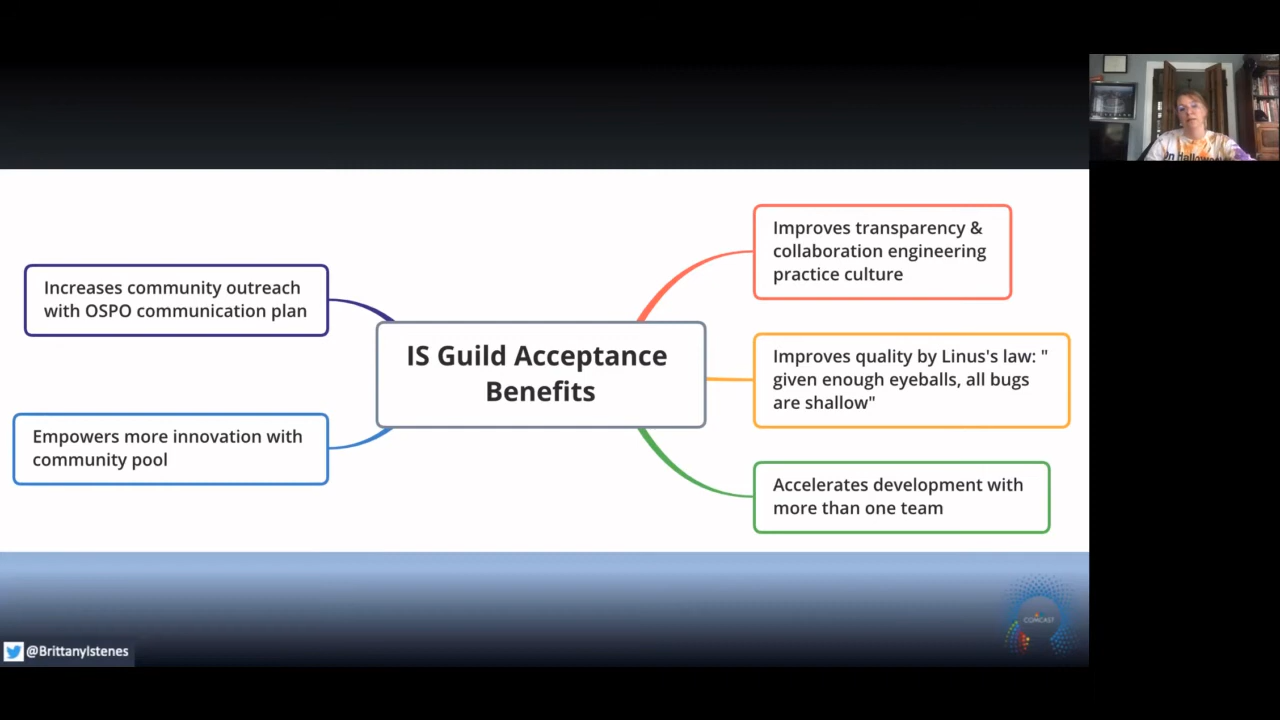 Increases community outreach
with OSPO communication plan
Empowers more innovation with
community pool
IS Guild Acceptance
Benefits
Improves transparency &
collaboration engineering
practice culture
Improves quality by Linus's law: "
given enough eyeballs, all bugs
are shallow"
Accelerates development with
more than one team
COMCAST
@BrittanyIstenes